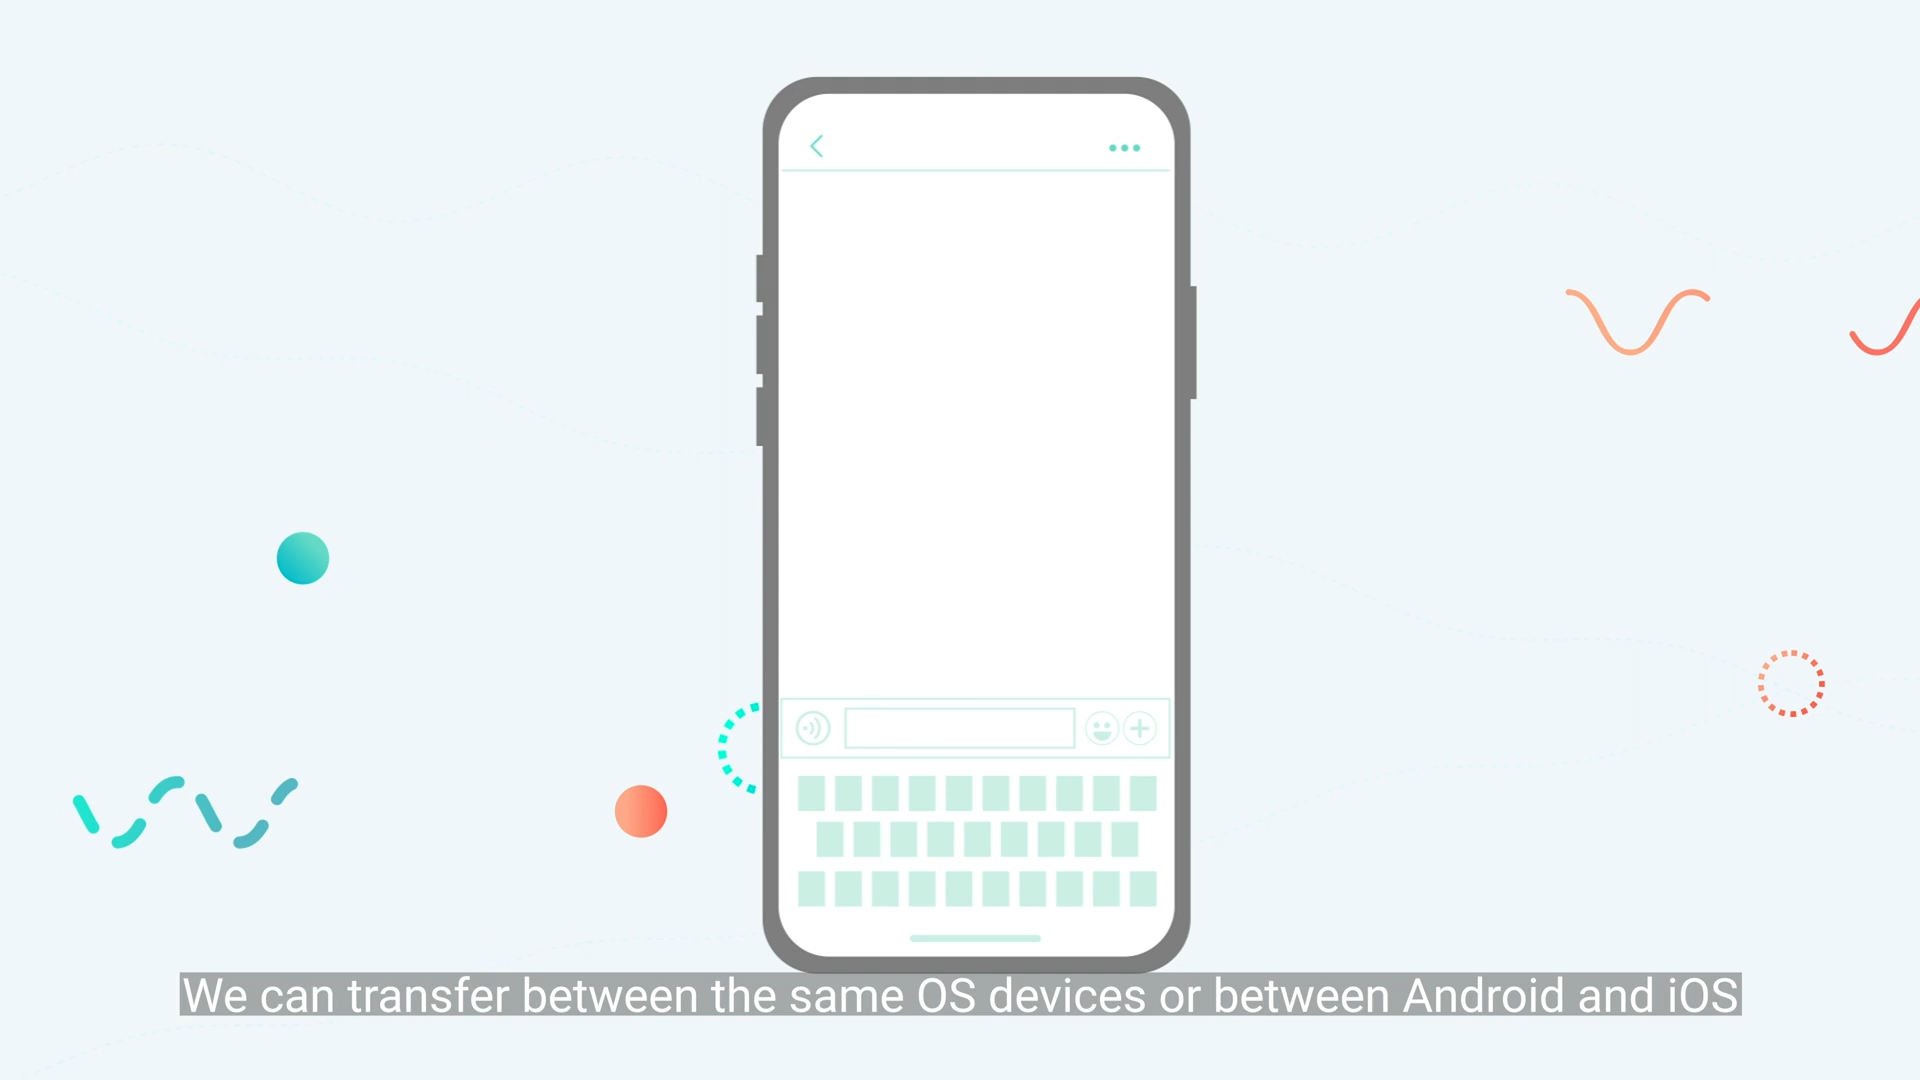 We can transfer between the same OS devices or between Android and iOS